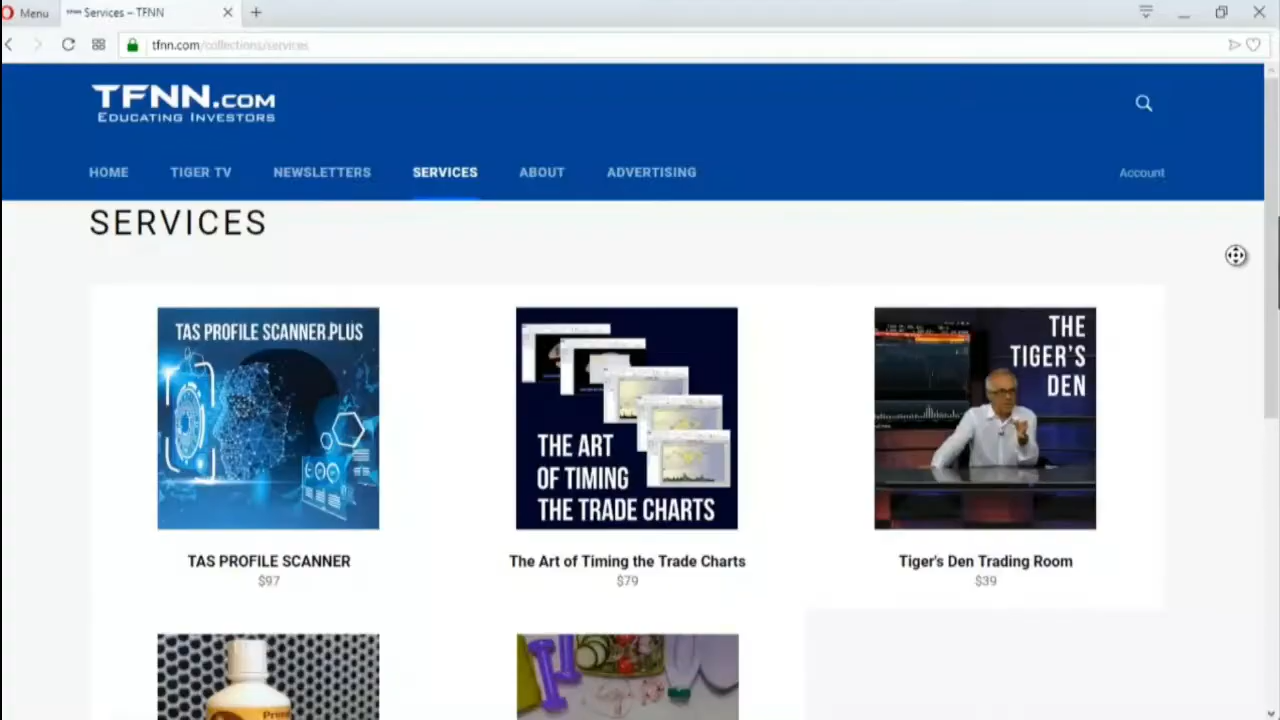 Menu
Services – TFNN
tfnn.com/collections/services
TFNN.COM
EDUCATING INVESTORS
HOME
TIGER TV
NEWSLETTERS
SERVICES
ABOUT
ADVERTISING
Account
SERVICES
TAS PROFILE SCANNER PLUS
THE ART
OF TIMING
THE TRADE CHARTS
THE
TIGER'S
DEN
TAS PROFILE SCANNER
$97
The Art of Timing the Trade Charts
$79
Tiger's Den Trading Room
$39